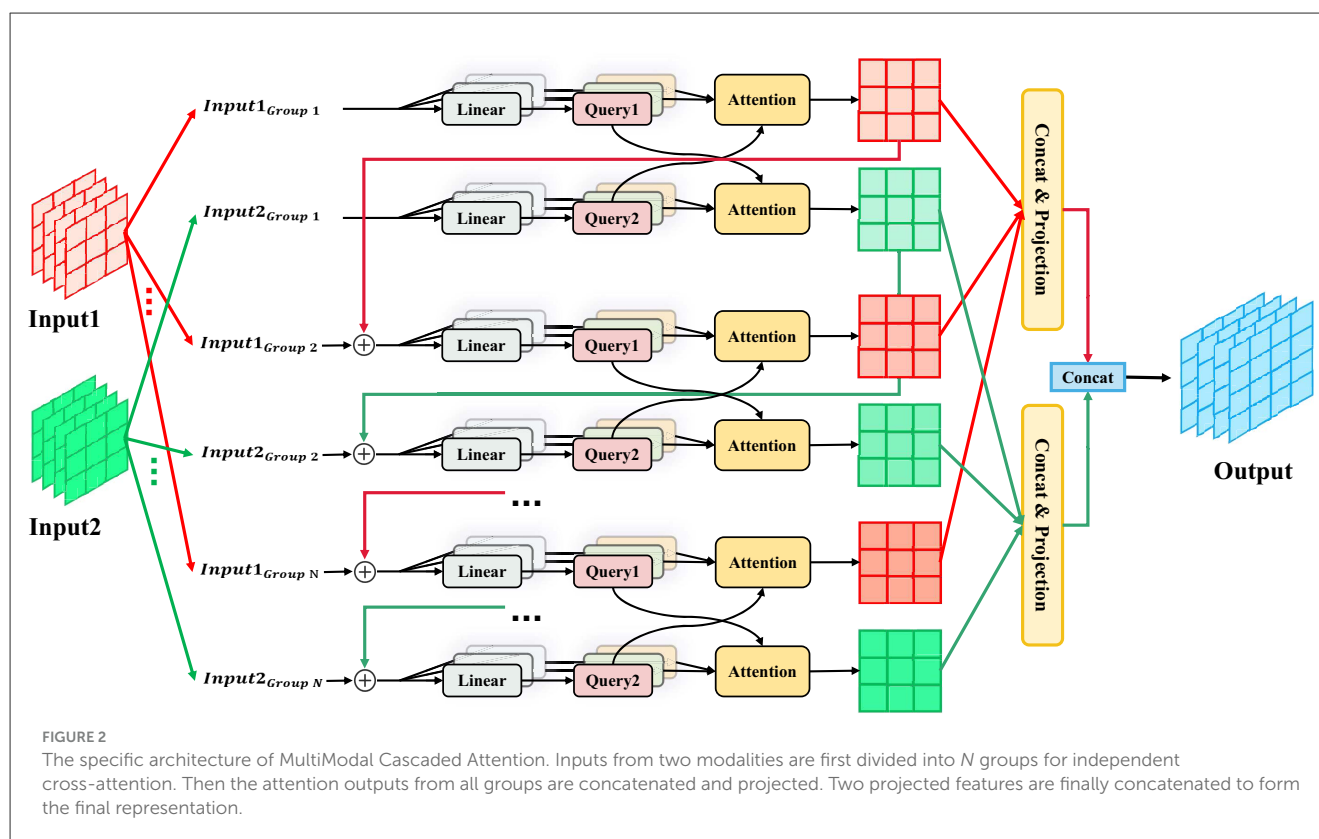 Input1Group 1
Linear
Query1
Attention
Input2Group 1
Linear
Query2
Attention
Input1
Input1Group 2
+
Linear
Query1
Attention
Input2
Input2Group 2
+
Linear
Query2
Attention
...
Input1Group N
+
Linear
Query1
Attention
...
Input2Group N
+
Linear
Query2
Attention
Concat & Projection
Concat & Projection
Concat
Output
FIGURE 2
The specific architecture of MultiModal Cascaded Attention. Inputs from two modalities are first divided into N groups for independent
cross-attention. Then the attention outputs from all groups are concatenated and projected. Two projected features are finally concatenated to form
the final representation.